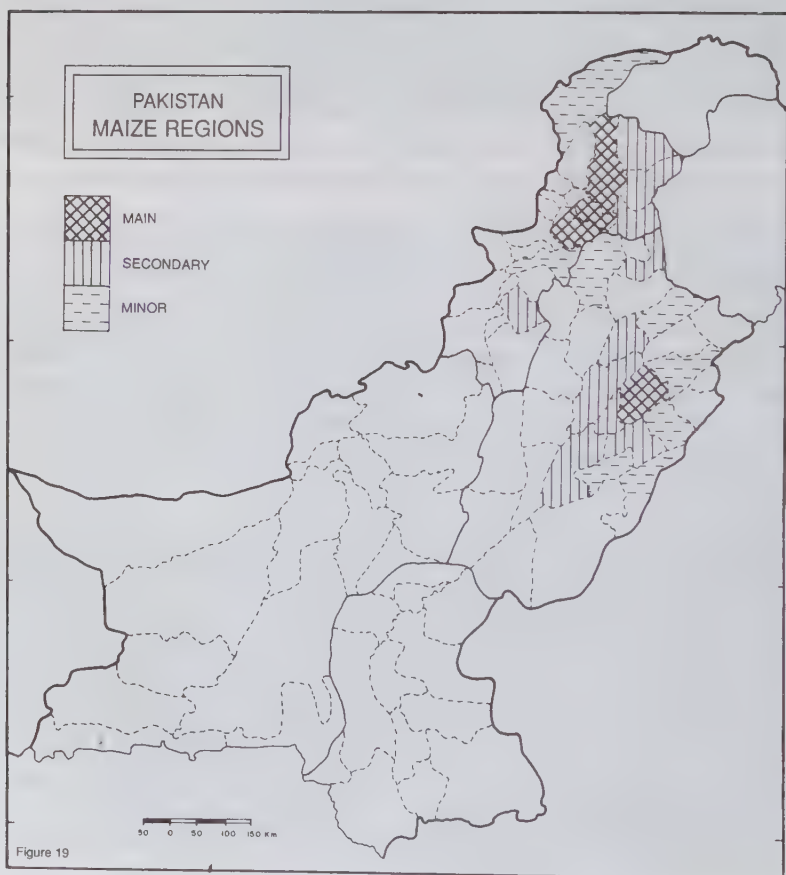 PAKISTAN
MAIZE REGIONS
MAIN
SECONDARY
MINOR
50 0 50 100 150 Km
Figure 19